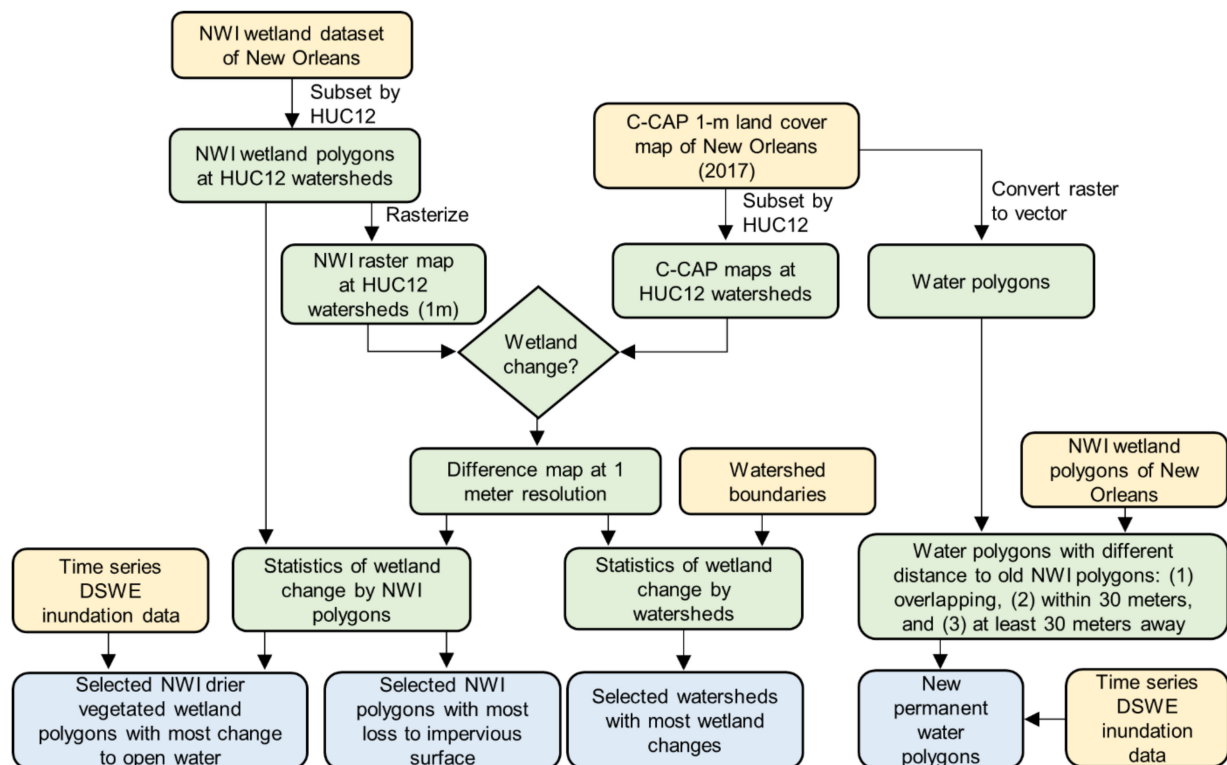 NWI wetland dataset
of New Orleans
Subset by
HUC12
C-CAP 1-m land cover
map of New Orleans
(2017)
NWI wetland polygons
at HUC12 watersheds
Convert raster
to vector
Rasterize
Subset by
HUC12
NWI raster map
at HUC12
watersheds (1m)
C-CAP maps at
HUC12 watersheds
Water polygons
Wetland
change?
Difference map at 1
meter resolution
Watershed
boundaries
NWI wetland
polygons of New
Orleans
Time series
DSWE
inundation data
Statistics of wetland
change by NWI
polygons
Statistics of wetland
change by
watersheds
Water polygons with different
distance to old NWI polygons: (1)
overlapping, (2) within 30 meters,
and (3) at least 30 meters away
Selected NWI drier
vegetated wetland
polygons with most change
to open water
Selected NWI
polygons with most
loss to impervious
surface
Selected watersheds
with most wetland
changes
New
permanent
water
polygons
Time series
DSWE
inundation
data